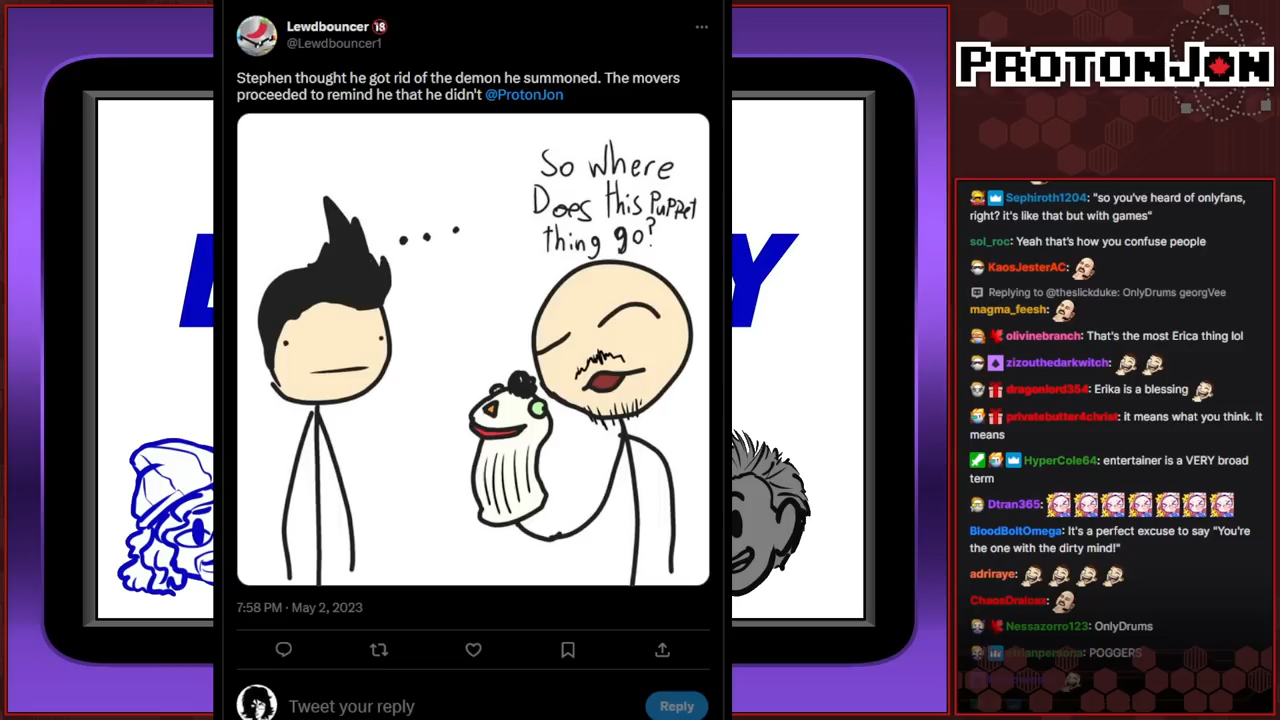 Lewdbouncer 🔞
@Lewdbouncer1
Stephen thought he got rid of the demon he summoned. The movers
proceeded to remind he that he didn't @ProtonJon
So where
Does this Puppet
thing go?
7:58 PM · May 2, 2023
Tweet your reply
Reply
Y
PROTONJON
Sephiroth1204: "so you've heard of onlyfans,
right? it's like that but with games"
sol_roc: Yeah that's how you confuse people
KaosJesterAC:
Replying to @theslickduke: OnlyDrums georgVee
magma_feesh:
olivinebranch: That's the most Erica thing lol
zizouthedarkwitch:
dragonlord354: Erika is a blessing
privatebutter4christ: it means what you think. It
means
HyperCole64: entertainer is a VERY broad
term
Dtran365:
BloodBoltOmega: It's a perfect excuse to say "You're
the one with the dirty mind!"
adriraye:
ChaosDraloxx:
Nessazorro123: OnlyDrums
POGGERS